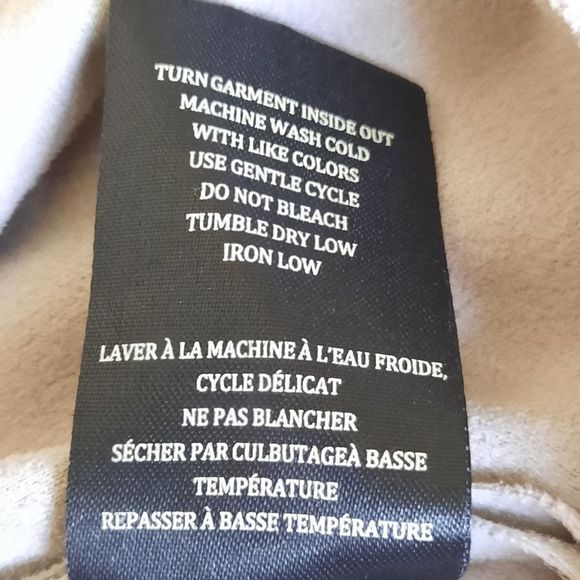 TURN GARMENT INSIDE OUT
MACHINE WASH COLD
WITH LIKE COLORS
USE GENTLE CYCLE
DO NOT BLEACH
TUMBLE DRY LOW
IRON LOW
LAVER À LA MACHINE À L'EAU FROIDE,
CYCLE DÉLICAT
NE PAS BLANCHER
SÉCHER PAR CULBUTAGEÀ BASSE
TEMPÉRATURE
REPASSER À BASSE TEMPÉRATURE